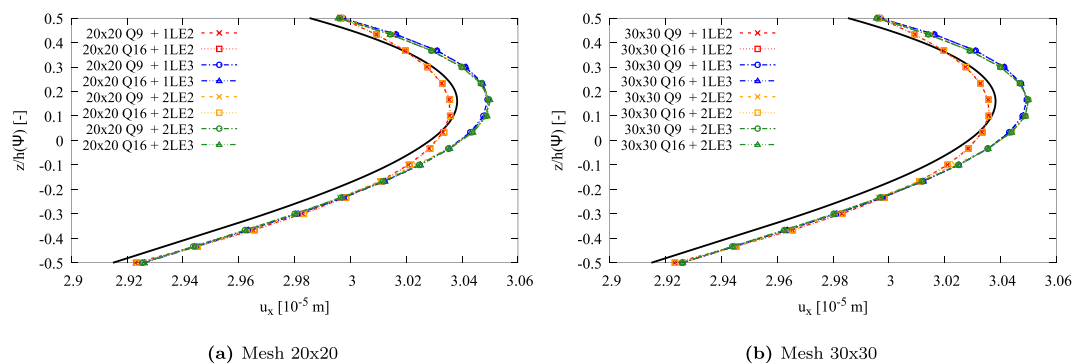 0.5
0.4
0.3
0.2
0.1
0
-0.1
-0.2
-0.3
-0.4
-0.5
z/h(Ψ) [-]
20x20 Q9 + 1LE2
20x20 Q16 + 1LE2
20x20 Q9 + 1LE3
20x20 Q16 + 1LE3
20x20 Q9 + 2LE2
20x20 Q16 + 2LE2
20x20 Q9 + 2LE3
20x20 Q16 + 2LE3
2.9 2.92 2.94 2.96 2.98 3 3.02 3.04 3.06
u_x [10^-5 m]
(a) Mesh 20x20
0.5
0.4
0.3
0.2
0.1
0
-0.1
-0.2
-0.3
-0.4
-0.5
z/h(Ψ) [-]
30x30 Q9 + 1LE2
30x30 Q16 + 1LE2
30x30 Q9 + 1LE3
30x30 Q16 + 1LE3
30x30 Q9 + 2LE2
30x30 Q16 + 2LE2
30x30 Q9 + 2LE3
30x30 Q16 + 2LE3
2.9 2.92 2.94 2.96 2.98 3 3.02 3.04 3.06
u_x [10^-5 m]
(b) Mesh 30x30